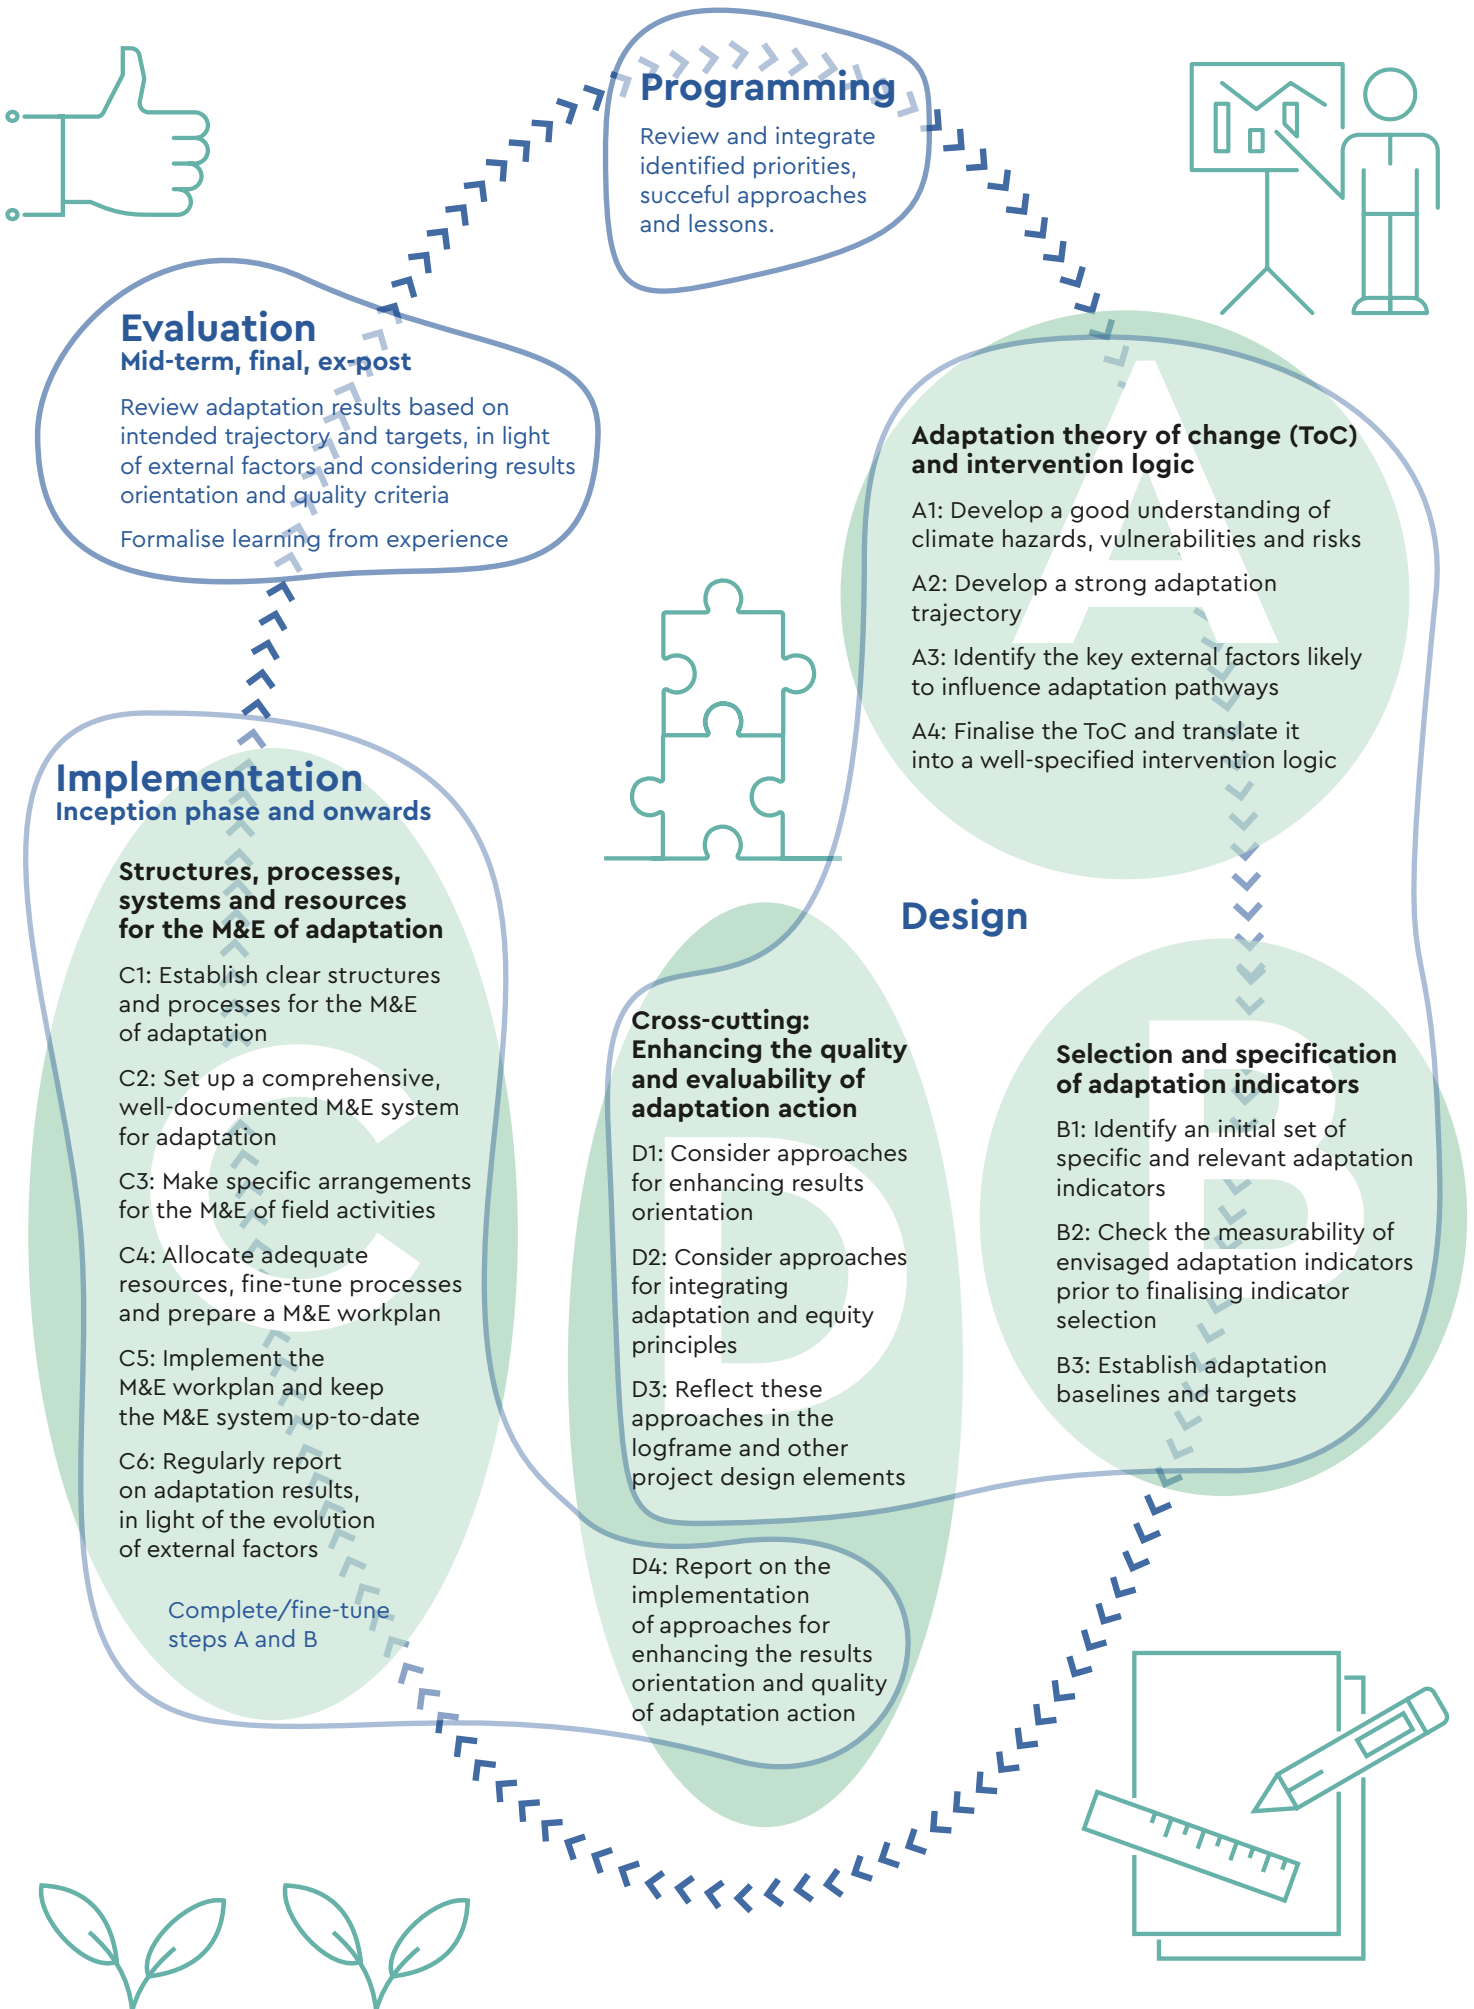 Programming
Review and integrate
identified priorities,
succeful approaches
and lessons.
Evaluation
Mid-term, final, ex-post
Review adaptation results based on
intended trajectory and targets, in light
of external factors and considering results
orientation and quality criteria
Formalise learning from experience
A
Adaptation theory of change (ToC)
and intervention logic
A1: Develop a good understanding of
climate hazards, vulnerabilities and risks
A2: Develop a strong adaptation
trajectory
A3: Identify the key external factors likely
to influence adaptation pathways
A4: Finalise the ToC and translate it
into a well-specified intervention logic
Design
B
Selection and specification
of adaptation indicators
B1: Identify an initial set of
specific and relevant adaptation
indicators
B2: Check the measurability of
envisaged adaptation indicators
prior to finalising indicator
selection
B3: Establish adaptation
baselines and targets
D
Cross-cutting:
Enhancing the quality
and evaluability of
adaptation action
D1: Consider approaches
for enhancing results
orientation
D2: Consider approaches
for integrating
adaptation and equity
principles
D3: Reflect these
approaches in the
logframe and other
project design elements
D4: Report on the
implementation
of approaches for
enhancing the results
orientation and quality
of adaptation action
Implementation
Inception phase and onwards
C
Structures, processes,
systems and resources
for the M&E of adaptation
C1: Establish clear structures
and processes for the M&E
of adaptation
C2: Set up a comprehensive,
well-documented M&E system
for adaptation
C3: Make specific arrangements
for the M&E of field activities
C4: Allocate adequate
resources, fine-tune processes
and prepare a M&E workplan
C5: Implement the
M&E workplan and keep
the M&E system up-to-date
C6: Regularly report
on adaptation results,
in light of the evolution
of external factors
Complete/fine-tune
steps A and B